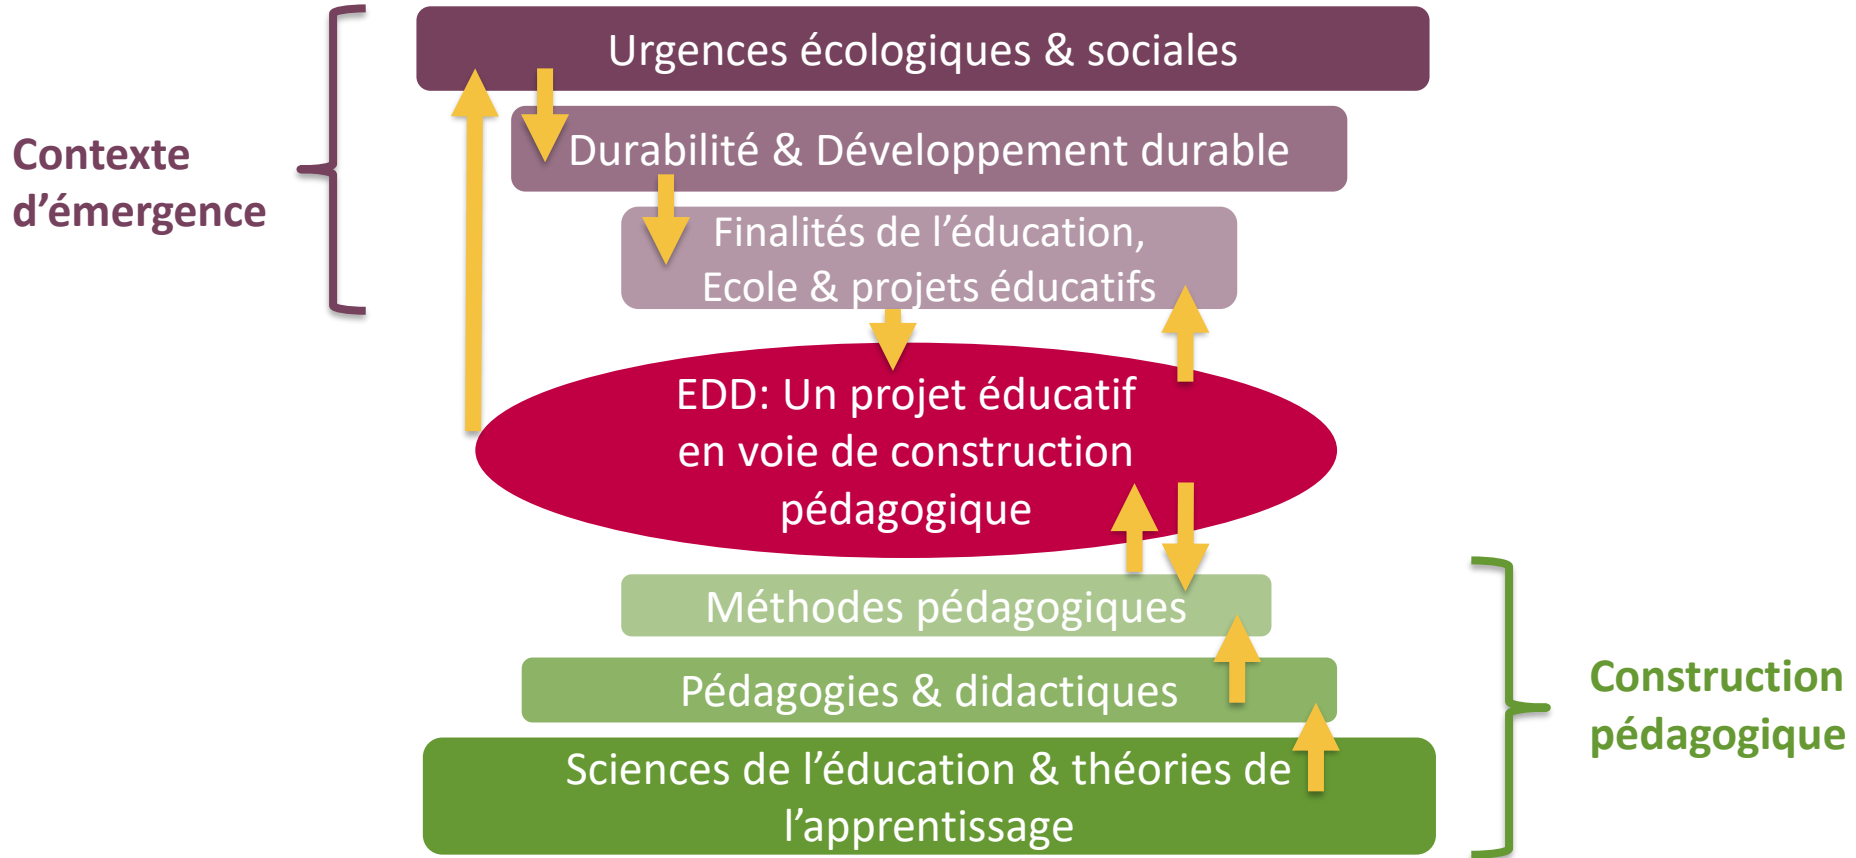 Urgences écologiques & sociales
Contexte
d’émergence
Durabilité & Développement durable
Finalités de l’éducation,
Ecole & projets éducatifs
EDD: Un projet éducatif
en voie de construction
pédagogique
Méthodes pédagogiques
Pédagogies & didactiques
Sciences de l’éducation & théories de
l’apprentissage
Construction
pédagogique